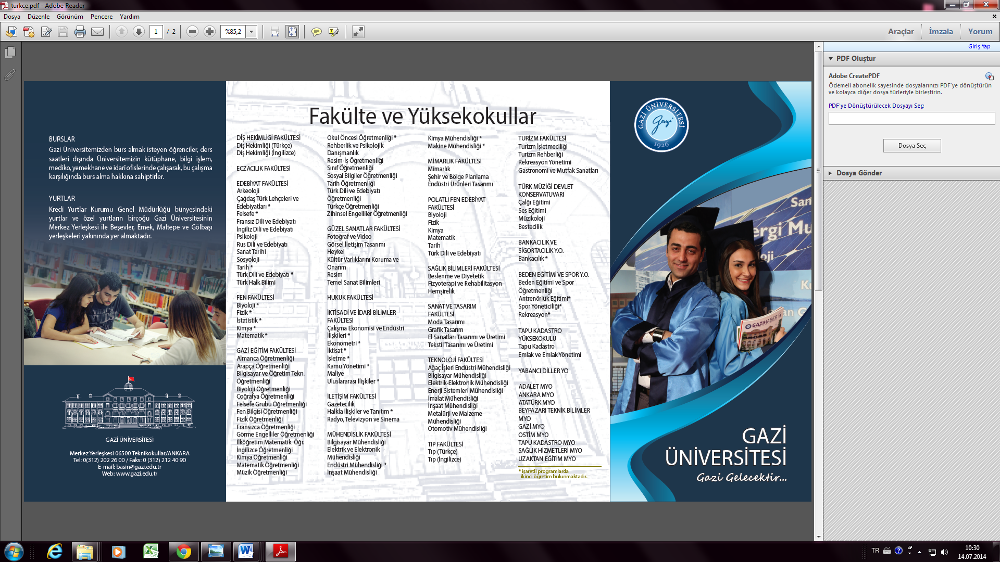 turkce.pdf - Adobe Reader
Dosya Düzenle Görünüm Pencere Yardım
1 / 2
%85,2
Araçlar İmzala Yorum
Giriş Yap
PDF Oluştur
Adobe CreatePDF
Ödemeli abonelik sayesinde dosyalarınızı PDF'ye dönüştürün
ve kolayca diğer dosya türleriyle birleştirin.
PDF'ye Dönüştürülecek Dosyayı Seç:
Dosya Seç
Dosya Gönder
BURSLAR
Gazi Üniversitemizden burs almak isteyen öğrenciler, ders
saatleri dışında Üniversitemizin kütüphane, bilgi işlem,
mediko, yemekhane ve idarî ofislerinde çalışarak, bu çalışma
karşılığında burs alma hakkına sahiptirler.
YURTLAR
Kredi Yurtlar Kurumu Genel Müdürlüğü bünyesindeki
yurtlar ve özel yurtların birçoğu Gazi Üniversitesinin
Merkez Yerleşkesi ile Beşevler, Emek, Maltepe ve Gölbaşı
yerleşkeleri yakınında yer almaktadır.
GAZİ ÜNİVERSİTESİ
Merkez Yerleşkesi 06500 Teknikokullar/ANKARA
Tel: 0(312) 202 26 00 / Faks: 0 (312) 212 40 90
E-mail: basin@gazi.edu.tr
Web: www.gazi.edu.tr
Fakülte ve Yüksekokullar
DİŞ HEKİMLİĞİ FAKÜLTESİ
Diş Hekimliği (Türkçe)
Diş Hekimliği (İngilizce)
ECZACILIK FAKÜLTESİ
EDEBİYAT FAKÜLTESİ
Arkeoloji
Çağdaş Türk Lehçeleri ve
Edebiyatları *
Felsefe *
Fransız Dili ve Edebiyatı
İngiliz Dili ve Edebiyatı
Psikoloji
Rus Dili ve Edebiyatı
Sanat Tarihi
Sosyoloji
Tarih *
Türk Dili ve Edebiyatı *
Türk Halk Bilimi
FEN FAKÜLTESİ
Biyoloji *
Fizik *
İstatistik *
Kimya *
Matematik *
GAZİ EĞİTİM FAKÜLTESİ
Almanca Öğretmenliği
Arapça Öğretmenliği
Bilgisayar ve Öğretim Tekn.
Öğretmenliği
Biyoloji Öğretmenliği
Coğrafya Öğretmenliği
Felsefe Grubu Öğretmenliği
Fen Bilgisi Öğretmenliği
Fizik Öğretmenliği
Fransızca Öğretmenliği
Görme Engelliler Öğretmenliği
İlköğretim Matematik Öğr.
İngilizce Öğretmenliği
Kimya Öğretmenliği
Matematik Öğretmenliği
Müzik Öğretmenliği
Okul Öncesi Öğretmenliği *
Rehberlik ve Psikolojik
Danışmanlık
Resim-İş Öğretmenliği
Sınıf Öğretmenliği
Sosyal Bilgiler Öğretmenliği
Tarih Öğretmenliği
Türk Dili ve Edebiyatı
Öğretmenliği
Türkçe Öğretmenliği
Zihinsel Engelliler Öğretmenliği
GÜZEL SANATLAR FAKÜLTESİ
Fotoğraf ve Video
Görsel İletişim Tasarımı
Heykel
Kültür Varlıklarını Koruma ve
Onarım
Resim
Temel Sanat Bilimleri
HUKUK FAKÜLTESİ
İKTİSADİ VE İDARİ BİLİMLER
FAKÜLTESİ
Çalışma Ekonomisi ve Endüstri
İlişkileri *
Ekonometri *
İktisat *
İşletme *
Kamu Yönetimi *
Maliye
Uluslararası İlişkiler *
İLETİŞİM FAKÜLTESİ
Gazetecilik
Halkla İlişkiler ve Tanıtım *
Radyo, Televizyon ve Sinema
MÜHENDİSLİK FAKÜLTESİ
Bilgisayar Mühendisliği
Elektrik ve Elektronik
Mühendisliği
Endüstri Mühendisliği *
İnşaat Mühendisliği
Kimya Mühendisliği *
Makine Mühendisliği *
MİMARLIK FAKÜLTESİ
Mimarlık
Şehir ve Bölge Planlama
Endüstri Ürünleri Tasarımı
POLATLI FEN EDEBİYAT
FAKÜLTESİ
Biyoloji
Fizik
Kimya
Matematik
Tarih
Türk Dili ve Edebiyatı
SAĞLIK BİLİMLERİ FAKÜLTESİ
Beslenme ve Diyetetik
Fizyoterapi ve Rehabilitasyon
Hemşirelik
SANAT VE TASARIM
FAKÜLTESİ
Moda Tasarımı
Grafik Tasarım
El Sanatları Tasarımı ve Üretimi
Tekstil Tasarımı ve Üretimi
TEKNOLOJİ FAKÜLTESİ
Ağaç İşleri Endüstri Mühendisliği
Bilgisayar Mühendisliği
Elektrik-Elektronik Mühendisliği
Enerji Sistemleri Mühendisliği
İmalat Mühendisliği
İnşaat Mühendisliği
Metalürji ve Malzeme
Mühendisliği
Otomotiv Mühendisliği
TIP FAKÜLTESİ
Tıp (Türkçe)
Tıp (İngilizce)
TURİZM FAKÜLTESİ
Turizm İşletmeciliği
Turizm Rehberliği
Rekreasyon Yönetimi
Gastronomi ve Mutfak Sanatları
TÜRK MÜZİĞİ DEVLET
KONSERVATUVARI
Çalgı Eğitimi
Ses Eğitimi
Müzikoloji
Bestecilik
BANKACILIK VE
SİGORTACILIK Y.O.
Bankacılık *
BEDEN EĞİTİMİ VE SPOR Y.O.
Beden Eğitimi ve Spor
Öğretmenliği
Antrenörlük Eğitimi*
Spor Yöneticiliği*
Rekreasyon*
TAPU KADASTRO
YÜKSEKOKULU
Tapu Kadastro
Emlak ve Emlak Yönetimi
YABANCI DİLLER YO
ADALET MYO
ANKARA MYO
ATATÜRK MYO
BEYPAZARI TEKNİK BİLİMLER
MYO
GAZİ MYO
OSTİM MYO
TAPU KADASTRO MYO
SAĞLIK HİZMETLERİ MYO
UZAKTAN EĞİTİM MYO
* işaretli programlarda
ikinci öğretim bulunmaktadır.
GAZİ ÜNİVERSİTESİ
Gazi
1926
GAZİHABER
GAZİ
ÜNİVERSİTESİ
Gazi Gelecektir...
TR
10:30
14.07.2014